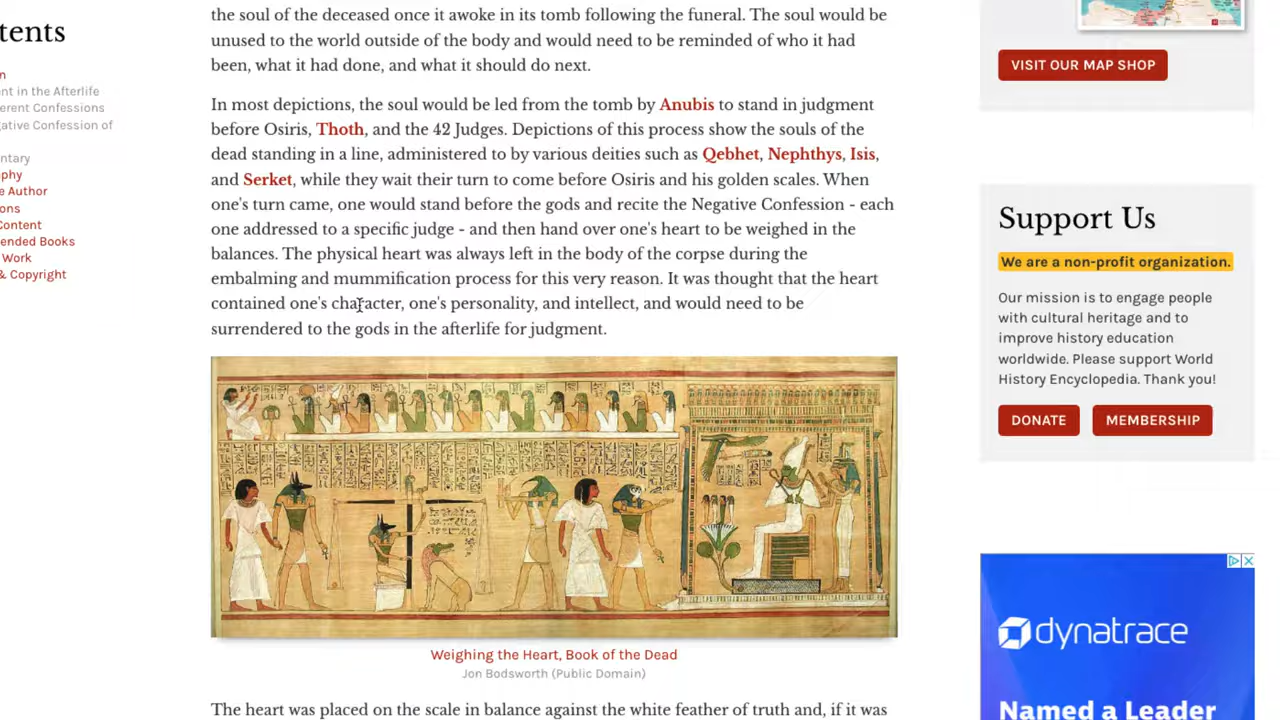 tents
n
nt in the Afterlife
erent Confessions
gative Confession of
ntary
phy
e Author
ons
Content
ended Books
Work
& Copyright
the soul of the deceased once it awoke in its tomb following the funeral. The soul would be
unused to the world outside of the body and would need to be reminded of who it had
been, what it had done, and what it should do next.
In most depictions, the soul would be led from the tomb by Anubis to stand in judgment
before Osiris, Thoth, and the 42 Judges. Depictions of this process show the souls of the
dead standing in a line, administered to by various deities such as Qebhet, Nephthys, Isis,
and Serket, while they wait their turn to come before Osiris and his golden scales. When
one's turn came, one would stand before the gods and recite the Negative Confession - each
one addressed to a specific judge - and then hand over one's heart to be weighed in the
balances. The physical heart was always left in the body of the corpse during the
embalming and mummification process for this very reason. It was thought that the heart
contained one's character, one's personality, and intellect, and would need to be
surrendered to the gods in the afterlife for judgment.
Weighing the Heart, Book of the Dead
Jon Bodsworth (Public Domain)
The heart was placed on the scale in balance against the white feather of truth and, if it was
VISIT OUR MAP SHOP
Support Us
We are a non-profit organization.
Our mission is to engage people
with cultural heritage and to
improve history education
worldwide. Please support World
History Encyclopedia. Thank you!
DONATE MEMBERSHIP
dynatrace
Named a Leader